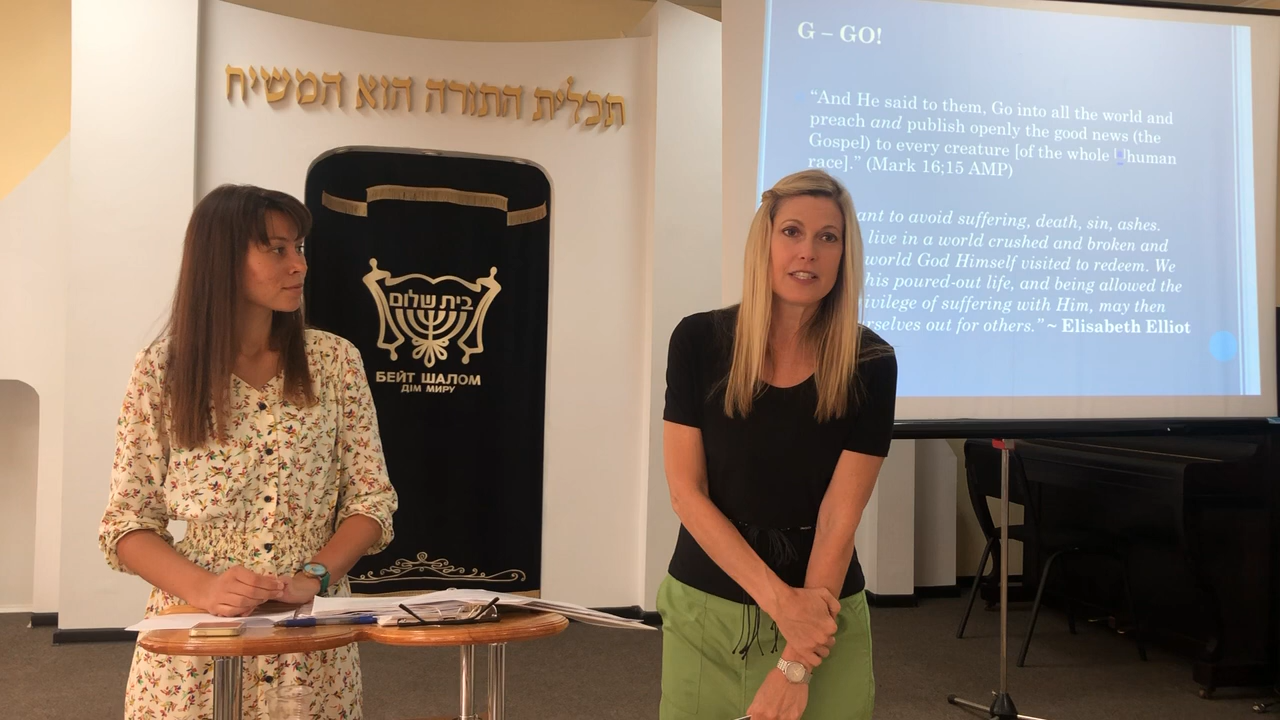 תכלית התורה הוא המשיח
בית שלום
БЕЙТ ШАЛОМ
ДІМ МИРУ
G – GO!
“And He said to them, Go into all the world and
preach and publish openly the good news (the
Gospel) to every creature [of the whole human
race].” (Mark 16;15 AMP)
to avoid suffering, death, sin, ashes.
live in a world crushed and broken and
world God Himself visited to redeem. We
poured-out life, and being allowed the
of suffering with Him, may then
out for others.” ~ Elisabeth Elliot